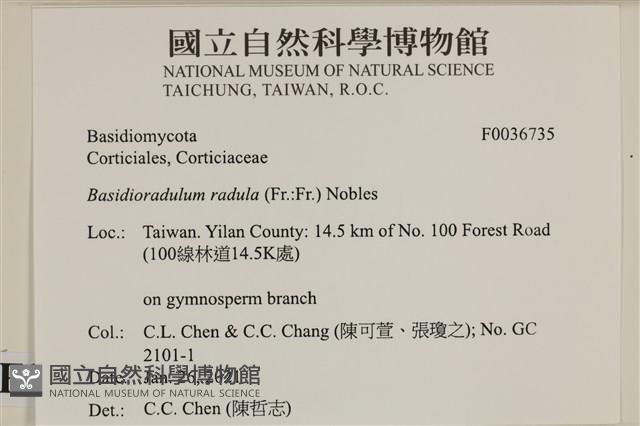 國立自然科學博物館
NATIONAL MUSEUM OF NATURAL SCIENCE
TAICHUNG, TAIWAN, R.O.C.
Basidiomycota F0036735
Corticiales, Corticiaceae
Basidioradulum radula (Fr.:Fr.) Nobles
Loc.: Taiwan. Yilan County: 14.5 km of No. 100 Forest Road
(100線林道14.5K處)
on gymnosperm branch
Col.: C.L. Chen & C.C. Chang (陳可萱、張瓊之); No. GC
2101-1
Date: Jan. 26, 2021
國立自然科學博物館
NATIONAL MUSEUM OF NATURAL SCIENCE
Det.: C.C. Chen (陳哲志)